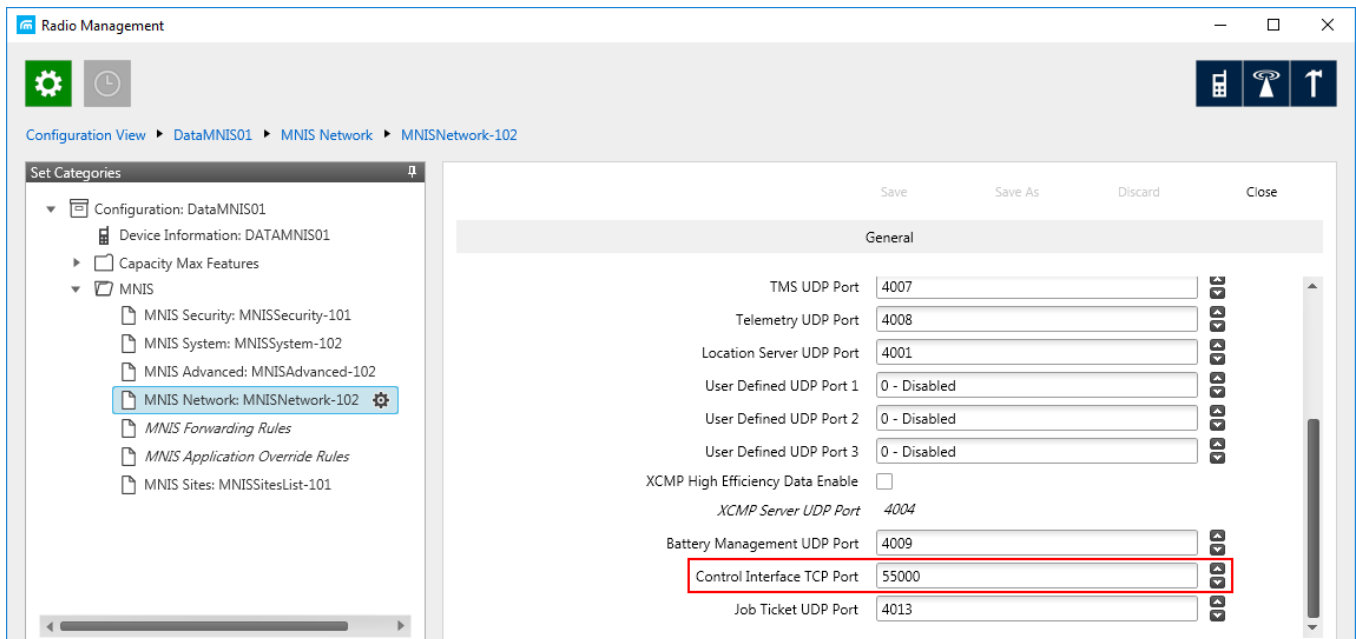 Radio Management
Configuration View DataMNIS01 MNIS Network MNISNetwork-102
Set Categories
Configuration: DataMNIS01
Device Information: DATAMNIS01
Capacity Max Features
MNIS
MNIS Security: MNISSecurity-101
MNIS System: MNISSystem-102
MNIS Advanced: MNISAdvanced-102
MNIS Network: MNISNetwork-102
MNIS Forwarding Rules
MNIS Application Override Rules
MNIS Sites: MNISSitesList-101
Save Save As Discard Close
General
TMS UDP Port 4007
Telemetry UDP Port 4008
Location Server UDP Port 4001
User Defined UDP Port 1 0 - Disabled
User Defined UDP Port 2 0 - Disabled
User Defined UDP Port 3 0 - Disabled
XCMP High Efficiency Data Enable
XCMP Server UDP Port 4004
Battery Management UDP Port 4009
Control Interface TCP Port 55000
Job Ticket UDP Port 4013